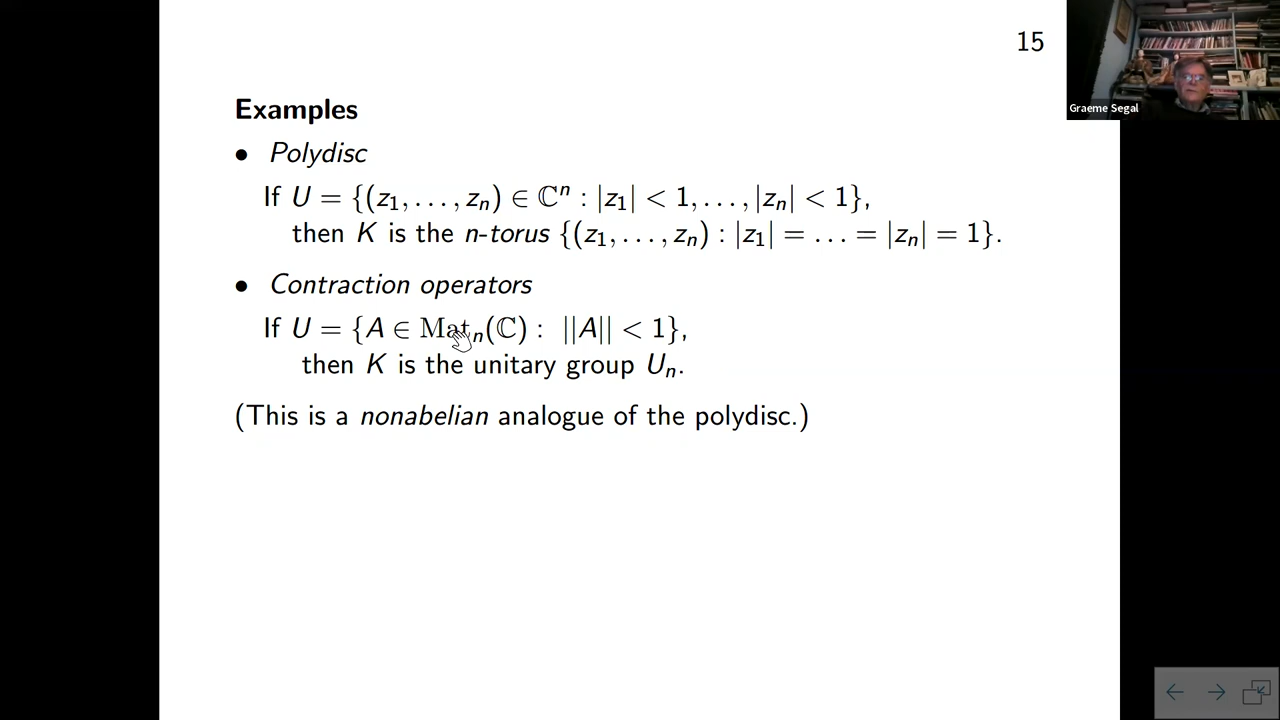 15
Graeme Segal
Examples
• Polydisc
If U = {(z₁, . . . , zₙ) ∈ ℂⁿ : |z₁| < 1, . . . , |zₙ| < 1},
then K is the n-torus {(z₁, . . . , zₙ) : |z₁| = . . . = |zₙ| = 1}.
• Contraction operators
If U = {A ∈ Matₙ(ℂ) : ||A|| < 1},
then K is the unitary group Uₙ.
(This is a nonabelian analogue of the polydisc.)